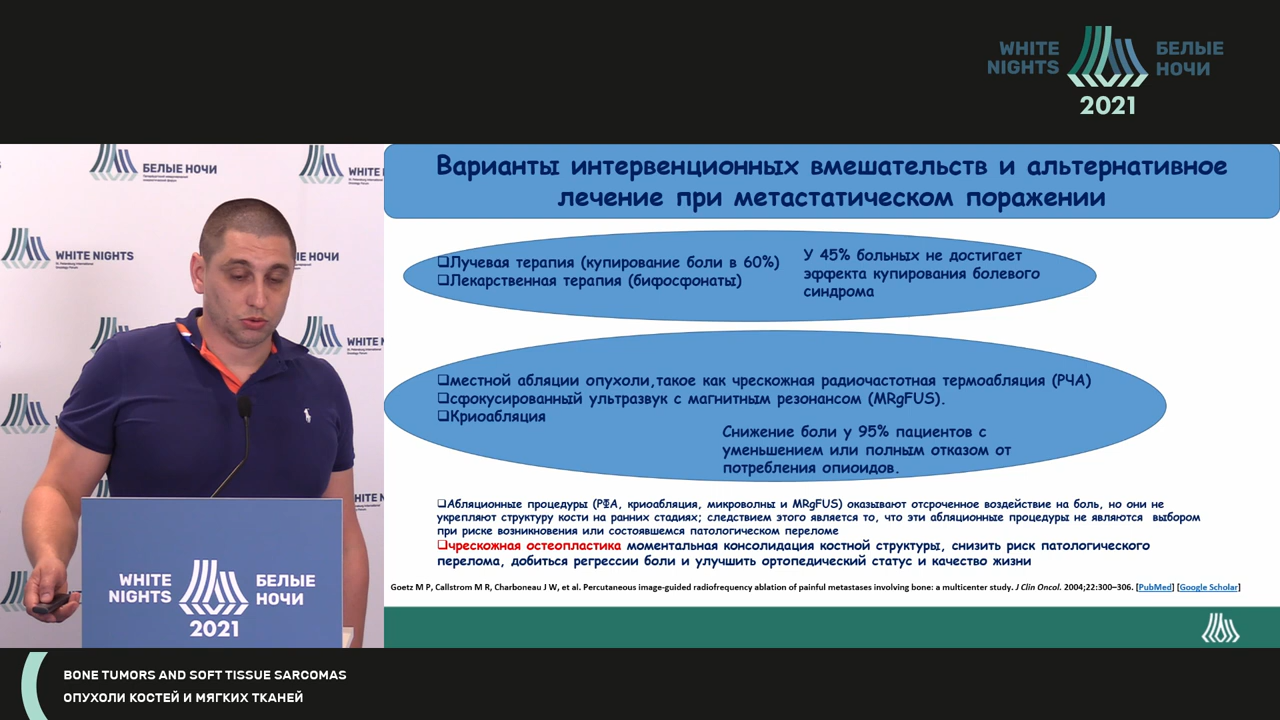 WHITE
NIGHTS
БЕЛЫЕ
НОЧИ
2021
БЕЛЫЕ НОЧИ
WHITE NIGHTS
WHITE NIGHTS
WHITE
NIGHTS
БЕЛЫЕ
НОЧИ
2021
Варианты интервенционных вмешательств и альтернативное
лечение при метастатическом поражении
❑Лучевая терапия (купирование боли в 60%)
❑Лекарственная терапия (бифосфонаты)
У 45% больных не достигает
эффекта купирования болевого
синдрома
❑местной абляции опухоли,такое как чрескожная радиочастотная термоабляция (РЧА)
❑сфокусированный ультразвук с магнитным резонансом (MRgFUS).
❑Криоабляция
Снижение боли у 95% пациентов с
уменьшением или полным отказом от
потребления опиоидов.
❑Абляционные процедуры (РФА, криоабляция, микроволны и MRgFUS) оказывают отсроченное воздействие на боль, но они не
укрепляют структуру кости на ранних стадиях; следствием этого является то, что эти абляционные процедуры не являются выбором
при риске возникновения или состоявшемся патологическом переломе
❑чрескожная остеопластика моментальная консолидация костной структуры, снизить риск патологического
перелома, добиться регрессии боли и улучшить ортопедический статус и качество жизни
Goetz M P, Callstrom M R, Charboneau J W, et al. Percutaneous image-guided radiofrequency ablation of painful metastases involving bone: a multicenter study. J Clin Oncol. 2004;22:300–306. [PubMed] [Google Scholar]
BONE TUMORS AND SOFT TISSUE SARCOMAS
ОПУХОЛИ КОСТЕЙ И МЯГКИХ ТКАНЕЙ